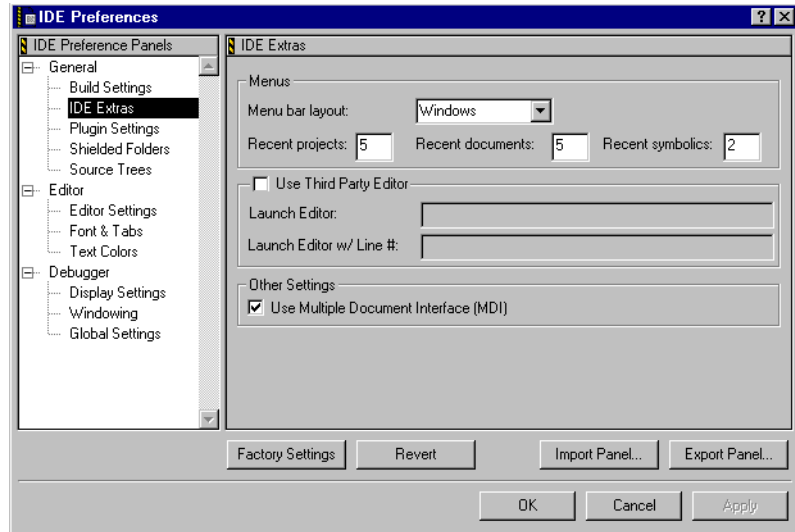 IDE Preferences
IDE Preference Panels
General
Build Settings
IDE Extras
Plugin Settings
Shielded Folders
Source Trees
Editor
Editor Settings
Font & Tabs
Text Colors
Debugger
Display Settings
Windowing
Global Settings
IDE Extras
Menus
Menu bar layout: Windows
Recent projects: 5 Recent documents: 5 Recent symbolics: 2
Use Third Party Editor
Launch Editor:
Launch Editor w/ Line #:
Other Settings
Use Multiple Document Interface (MDI)
Factory Settings Revert Import Panel... Export Panel...
OK Cancel Apply